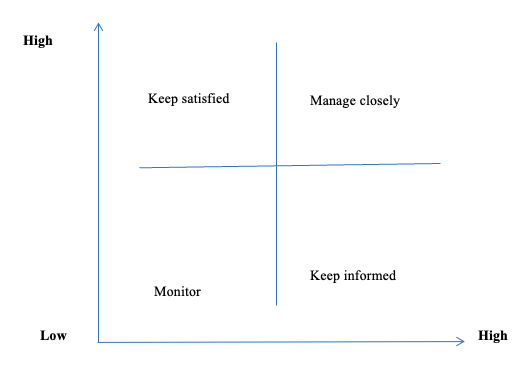 High
Keep satisfied
Manage closely
Keep informed
Monitor
Low
High